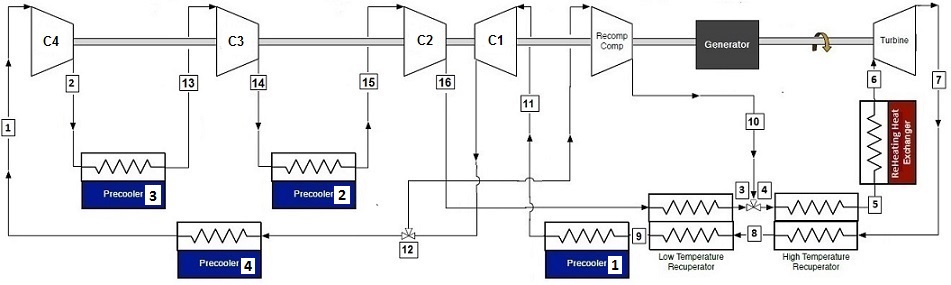 C4
C3
C2
C1
Recomp
Comp
Generator
Turbine
2
13
14
15
16
6
7
11
ReHeating Heat
Exchanger
10
1
Precooler 3
Precooler 2
3
4
5
12
9
8
Precooler 4
Precooler 1
Low Temperature
Recuperator
High Temperature
Recuperator